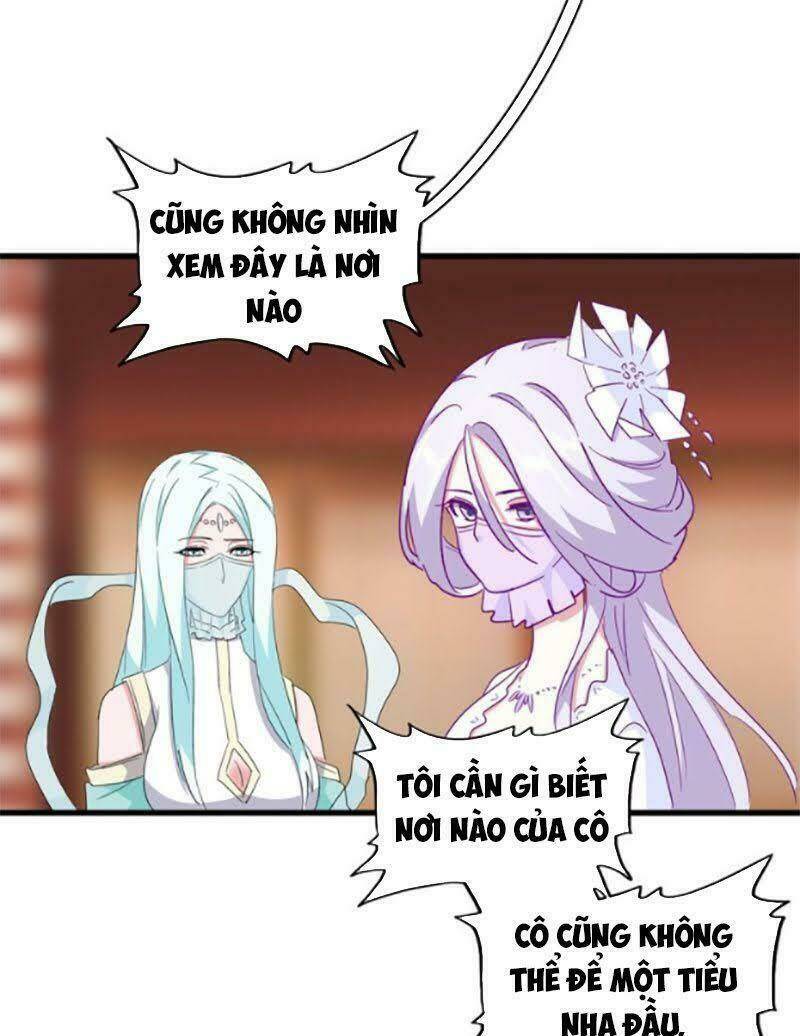 CŨNG KHÔNG NHÌN
XEM ĐÂY LÀ NƠI
NÀO
TÔI CẦN GÌ BIẾT
NƠI NÀO CỦA CÔ
CÔ CŨNG KHÔNG
THỂ ĐỂ MỘT TIỂU
NHA ĐẦU,